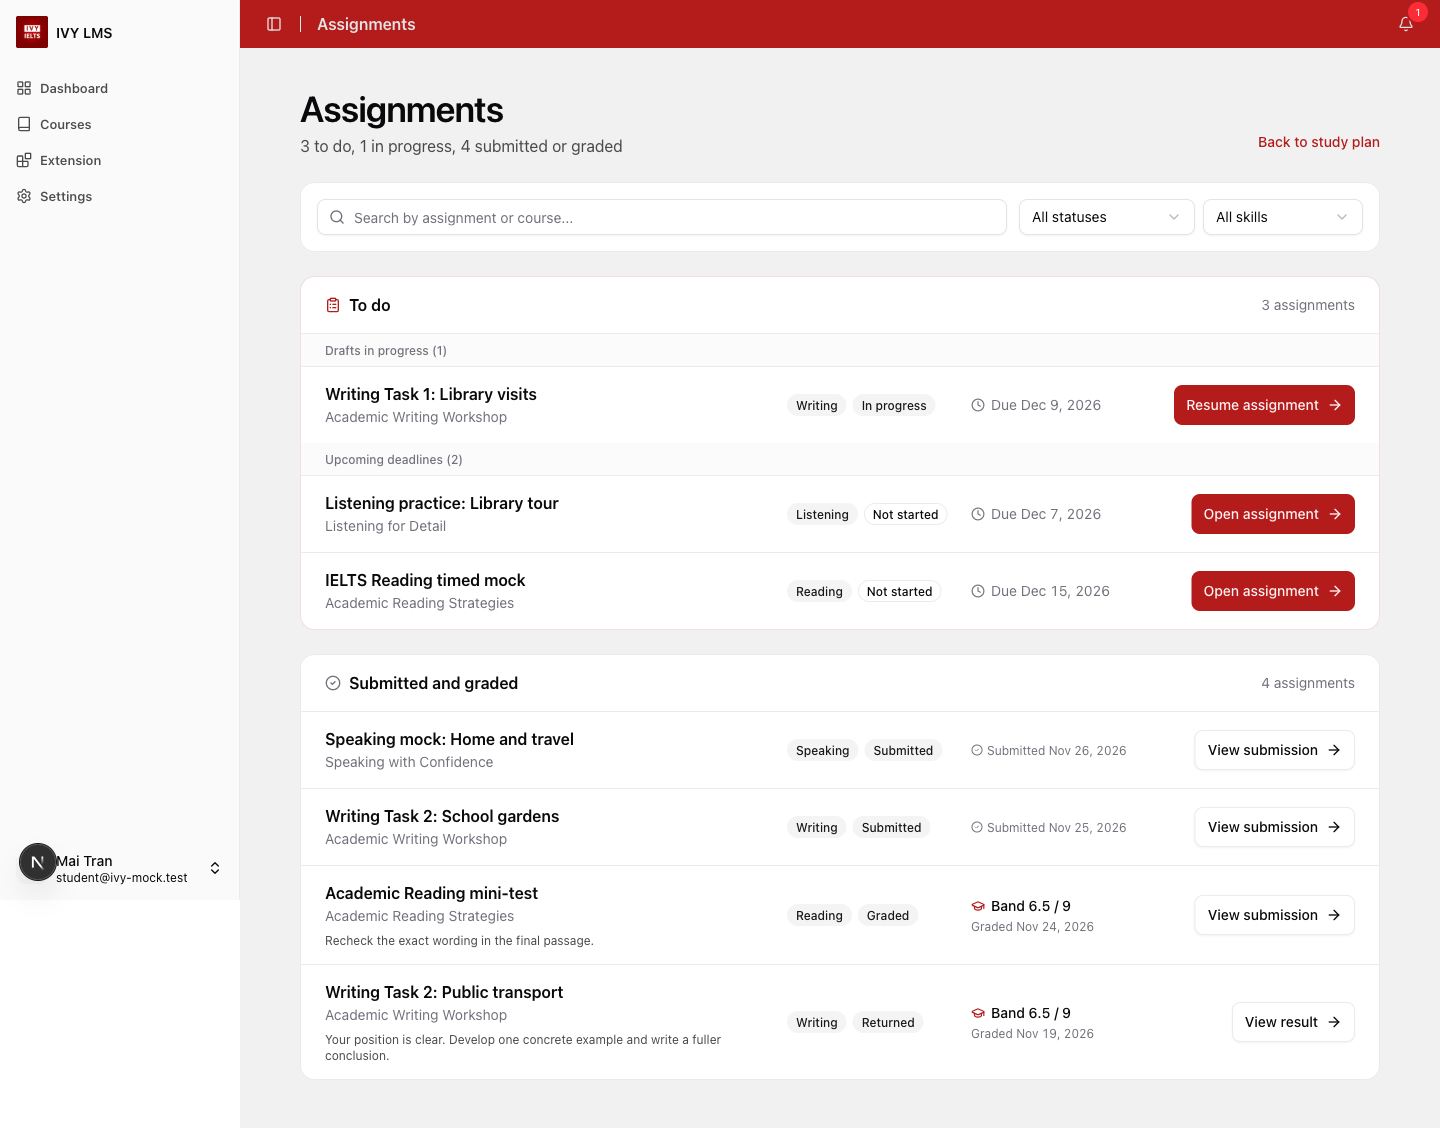 IVY
IELTS
IVY LMS
Dashboard
Courses
Extension
Settings
N
Mai Tran
student@ivy-mock.test
Assignments
1
Assignments
3 to do, 1 in progress, 4 submitted or graded
Back to study plan
Search by assignment or course...
All statuses
All skills
To do
3 assignments
Drafts in progress (1)
Writing Task 1: Library visits
Academic Writing Workshop
Writing
In progress
Due Dec 9, 2026
Resume assignment
Upcoming deadlines (2)
Listening practice: Library tour
Listening for Detail
Listening
Not started
Due Dec 7, 2026
Open assignment
IELTS Reading timed mock
Academic Reading Strategies
Reading
Not started
Due Dec 15, 2026
Open assignment
Submitted and graded
4 assignments
Speaking mock: Home and travel
Speaking with Confidence
Speaking
Submitted
Submitted Nov 26, 2026
View submission
Writing Task 2: School gardens
Academic Writing Workshop
Writing
Submitted
Submitted Nov 25, 2026
View submission
Academic Reading mini-test
Academic Reading Strategies
Recheck the exact wording in the final passage.
Reading
Graded
Band 6.5 / 9
Graded Nov 24, 2026
View submission
Writing Task 2: Public transport
Academic Writing Workshop
Your position is clear. Develop one concrete example and write a fuller
conclusion.
Writing
Returned
Band 6.5 / 9
Graded Nov 19, 2026
View result